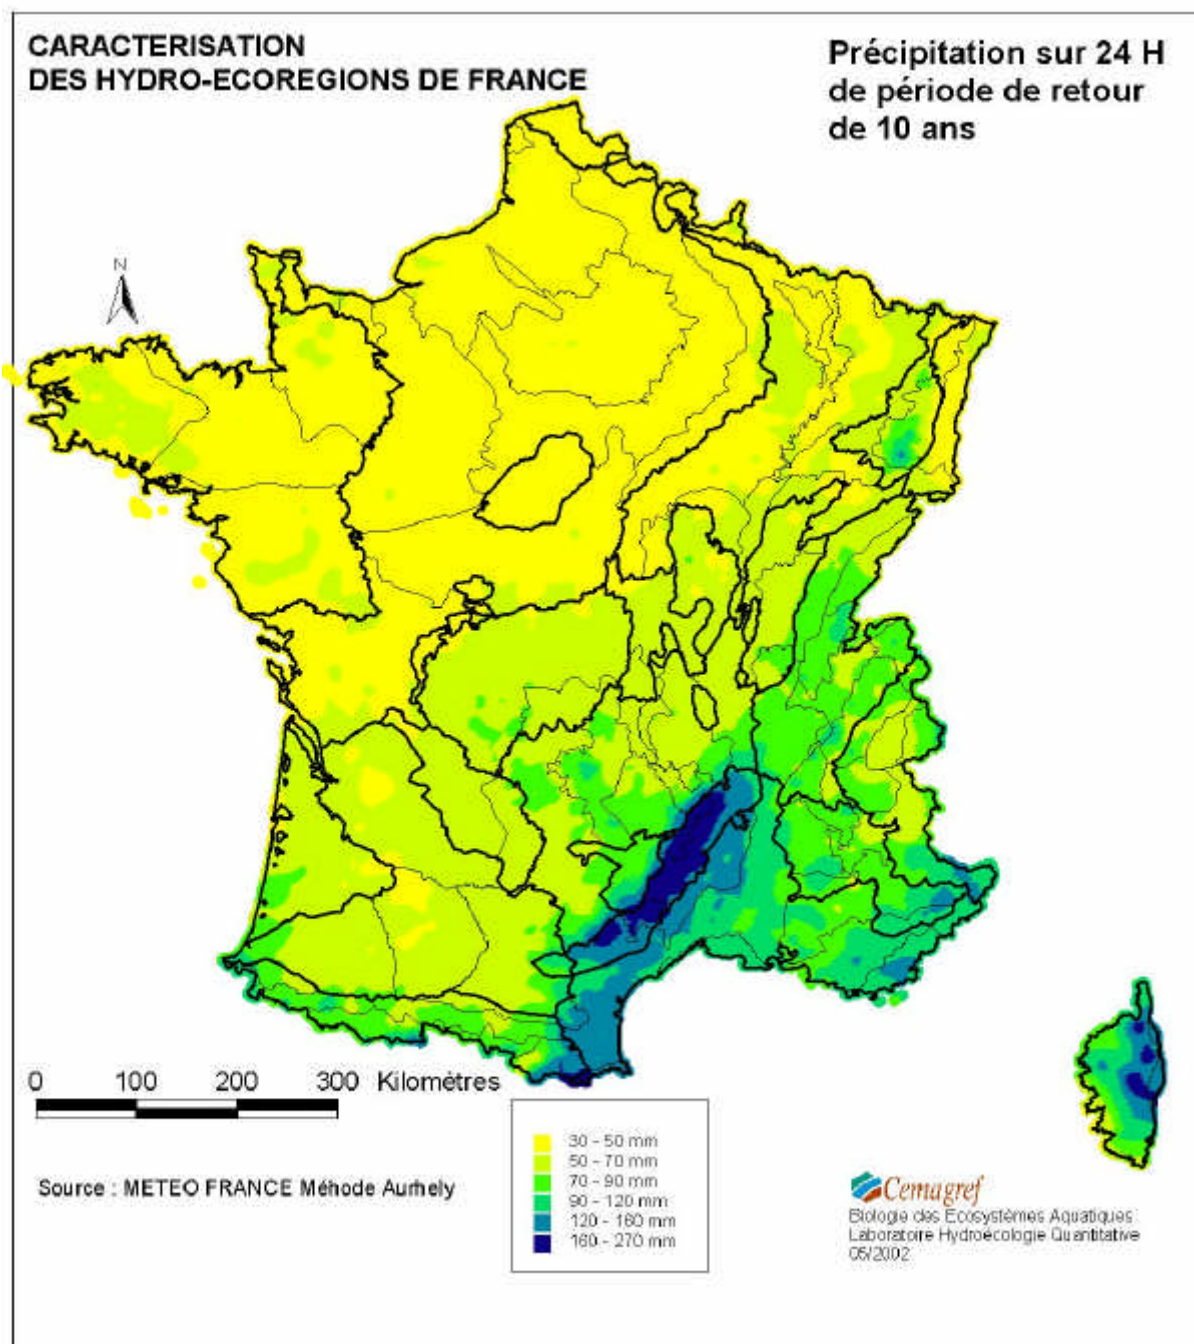 CARACTERISATION
DES HYDRO-ECOREGIONS DE FRANCE
Précipitation sur 24 H
de période de retour
de 10 ans
N
0 100 200 300 Kilomètres
30 - 50 mm
50 - 70 mm
70 - 90 mm
90 - 120 mm
120 - 160 mm
160 - 270 mm
Source : METEO FRANCE Méhode Aurhely
Cemagref
Biologie des Ecosystèmes Aquatiques
Laboratoire Hydroécologie Quantitative
05/2002